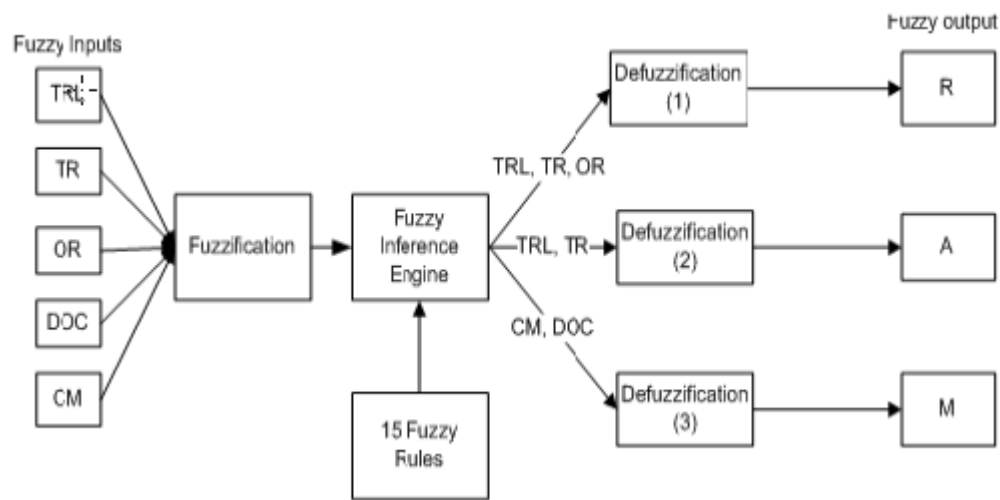 Fuzzy Inputs
Fuzzy output
TRL
TR
OR
DOC
CM
Fuzzification
Fuzzy
Inference
Engine
15 Fuzzy
Rules
TRL, TR, OR
TRL, TR
CM, DOC
Defuzzification
(1)
Defuzzification
(2)
Defuzzification
(3)
R
A
M